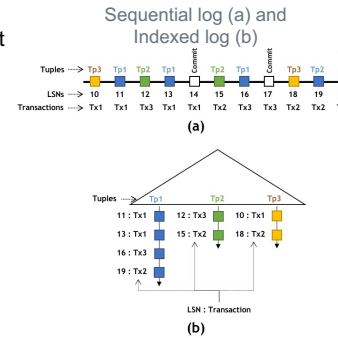 t
Sequential log (a) and
Indexed log (b)
Commit Commit
Tuples Tp3 Tp1 Tp2 Tp1 Tp2 Tp1 Tp3 Tp2
LSNs 10 11 12 13 14 15 16 17 18 19
Transactions Tx1 Tx1 Tx3 Tx1 Tx1 Tx2 Tx3 Tx3 Tx2 Tx2
(a)
Tuples Tp1 Tp2 Tp3
11 : Tx1 12 : Tx3 10 : Tx1
13 : Tx1 15 : Tx2 18 : Tx2
16 : Tx3
19 : Tx2
LSN : Transaction
(b)